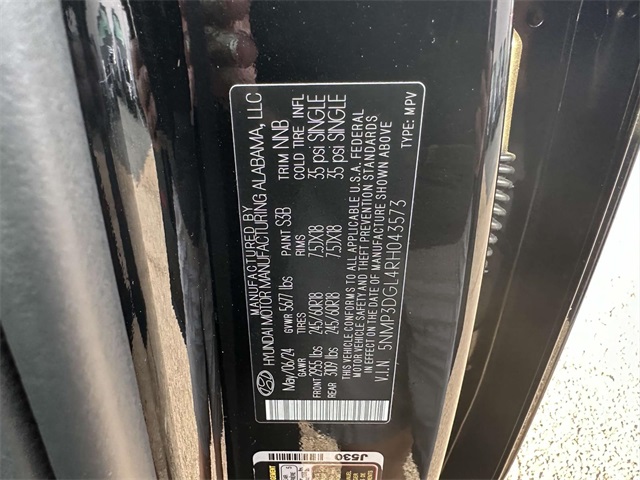 MANUFACTURED BY
HYUNDAI MOTOR MANUFACTURING ALABAMA, LLC
May/06/24 GVWR 5677 lbs PAINT S3B TRIM NNB
GAWR TIRES RIMS COLD TIRE INFL
FRONT 2955 lbs 245/60R18 7.5JX18 35 psi SINGLE
REAR 3109 lbs 245/60R18 7.5JX18 35 psi SINGLE
THIS VEHICLE CONFORMS TO ALL APPLICABLE U.S.A. FEDERAL
MOTOR VEHICLE SAFETY AND THEFT PREVENTION STANDARDS
IN EFFECT ON THE DATE OF MANUFACTURE SHOWN ABOVE
V.I.N 5NMP3DGL4RH043573 TYPE: MPV
J530